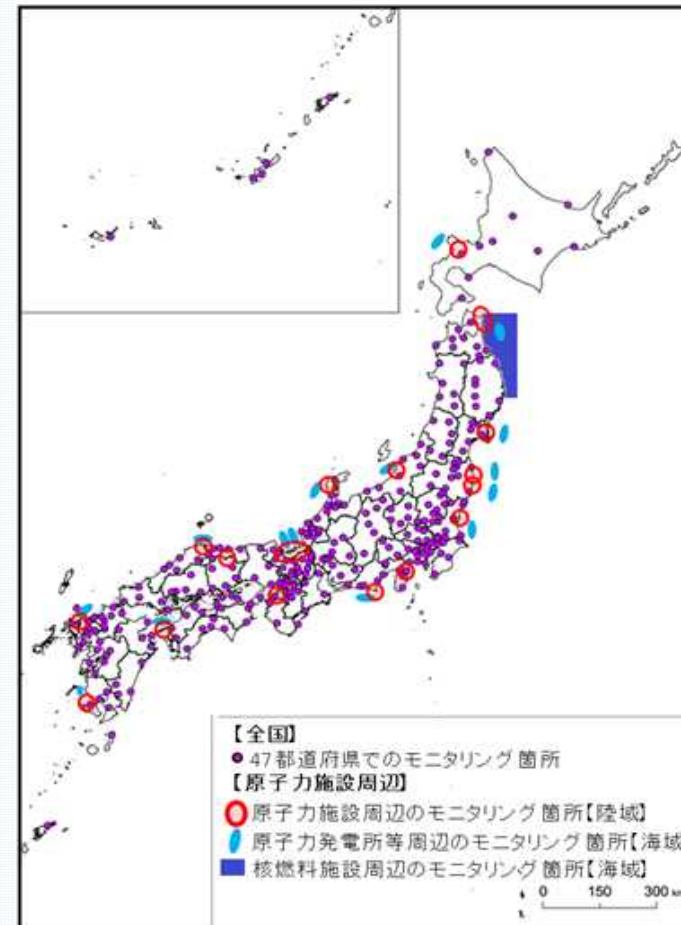 【全国】
47都道府県でのモニタリング箇所
【原子力施設周辺】
原子力施設周辺のモニタリング箇所【陸域】
原子力発電所等周辺のモニタリング箇所【海域
核燃料施設周辺のモニタリング箇所【海域】
0 150 300 km